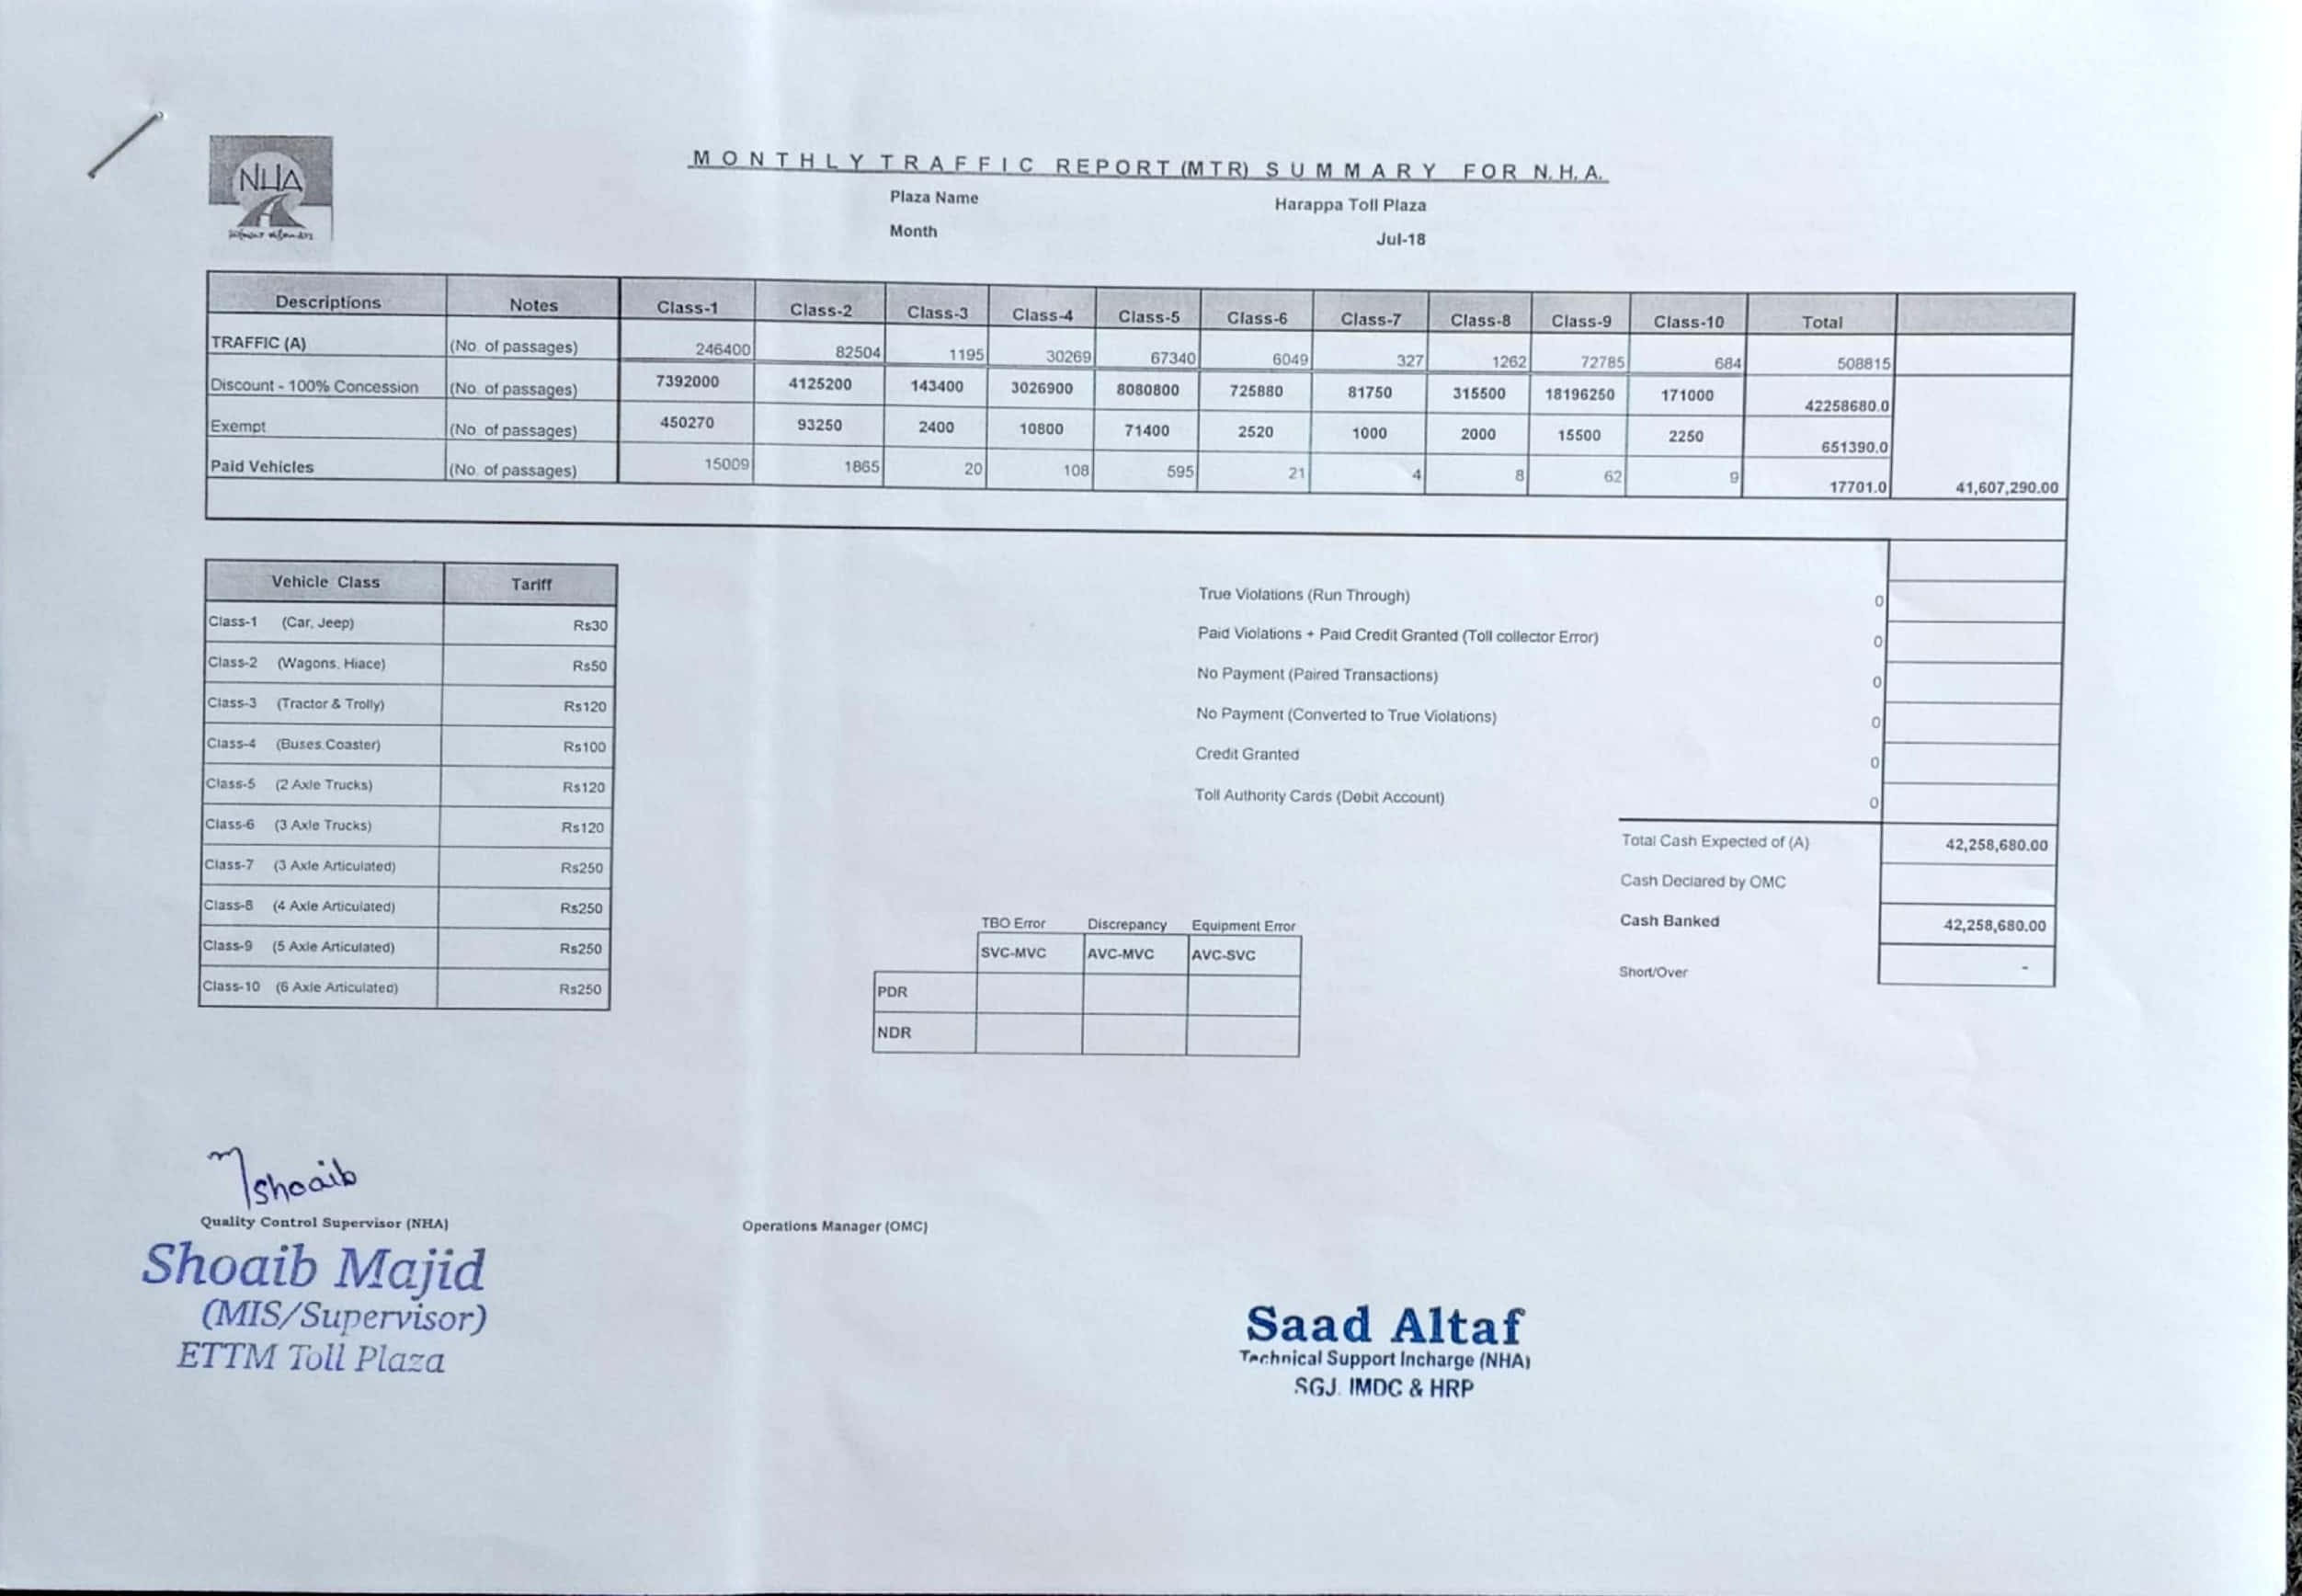 NHA
MONTHLY TRAFFIC REPORT (MTR) SUMMARY FOR N.H.A.
Plaza Name Harappa Toll Plaza
Month Jul-18
Descriptions Notes Class-1 Class-2 Class-3 Class-4 Class-5 Class-6 Class-7 Class-8 Class-9 Class-10 Total
TRAFFIC (A) (No. of passages) 246400 82504 1195 30269 67340 6049 327 1262 72785 684 508815
Discount - 100% Concession (No. of passages) 7392000 4125200 143400 3026900 8080800 725880 81750 315500 18196250 171000 42258680.0
Exempt (No. of passages) 450270 93250 2400 10800 71400 2520 1000 2000 15500 2250 651390.0
Paid Vehicles (No. of passages) 15009 1865 20 108 595 21 4 8 62 9 17701.0 41,607,290.00
Vehicle Class Tariff
Class-1 (Car, Jeep) Rs30
Class-2 (Wagons, Hiace) Rs50
Class-3 (Tractor & Trolly) Rs120
Class-4 (Buses,Coaster) Rs100
Class-5 (2 Axle Trucks) Rs120
Class-6 (3 Axle Trucks) Rs120
Class-7 (3 Axle Articulated) Rs250
Class-8 (4 Axle Articulated) Rs250
Class-9 (5 Axle Articulated) Rs250
Class-10 (6 Axle Articulated) Rs250
True Violations (Run Through) 0
Paid Violations + Paid Credit Granted (Toll collector Error) 0
No Payment (Paired Transactions) 0
No Payment (Converted to True Violations) 0
Credit Granted 0
Toll Authority Cards (Debit Account) 0
Total Cash Expected of (A) 42,258,680.00
Cash Declared by OMC
Cash Banked 42,258,680.00
Short/Over -
TBO Error Discrepancy Equipment Error
SVC-MVC AVC-MVC AVC-SVC
PDR
NDR
Mshoaib
Quality Control Supervisor (NHA)
Shoaib Majid
(MIS/Supervisor)
ETTM Toll Plaza
Operations Manager (OMC)
Saad Altaf
Technical Support Incharge (NHA)
SGJ. IMDC & HRP